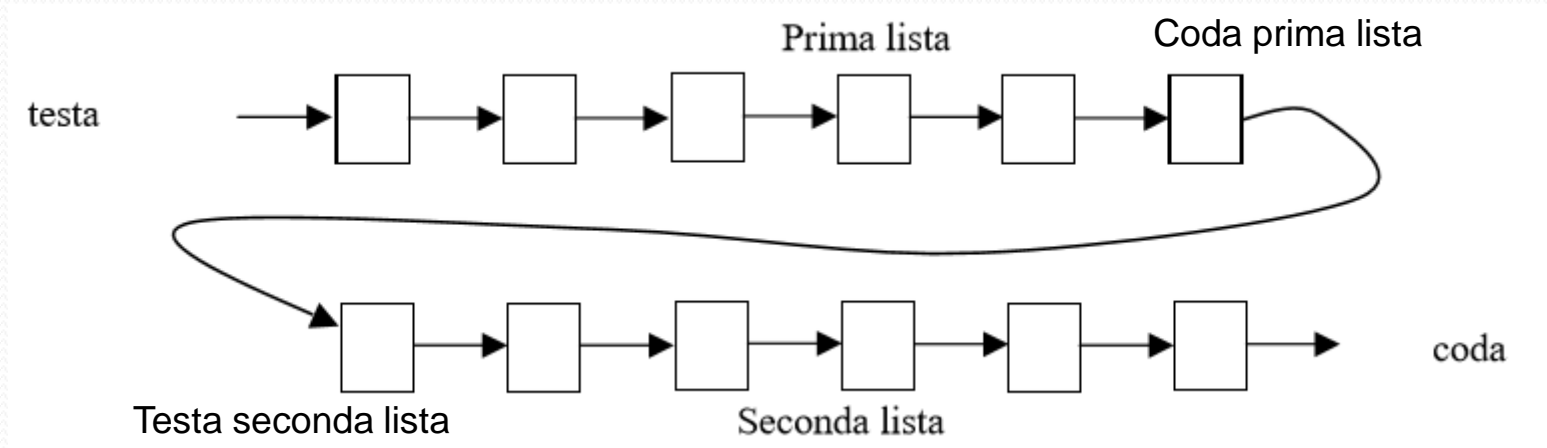 Prima lista
Coda prima lista
testa
coda
Testa seconda lista
Seconda lista